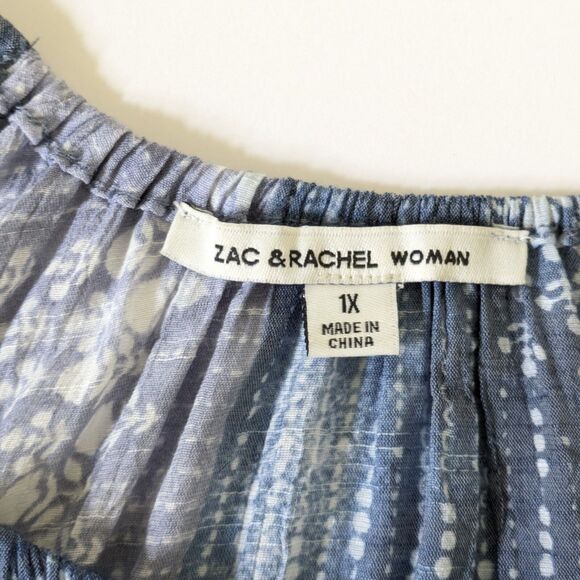 ZAC & RACHEL WOMAN
1X
MADE IN
CHINA